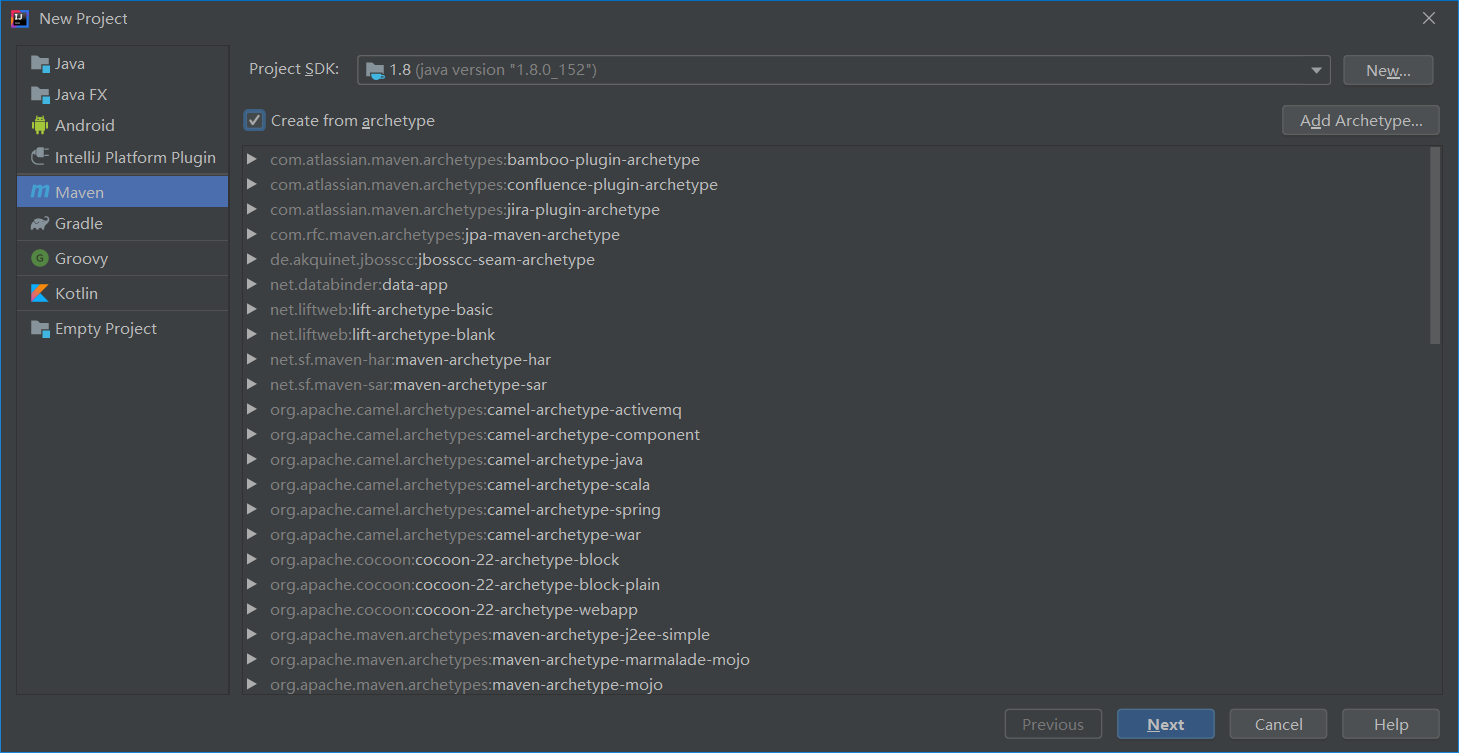 New Project
Java
Java FX
Android
IntelliJ Platform Plugin
Maven
Gradle
Groovy
Kotlin
Empty Project
Project SDK: 1.8 (java version "1.8.0_152") New...
Create from archetype Add Archetype...
com.atlassian.maven.archetypes:bamboo-plugin-archetype
com.atlassian.maven.archetypes:confluence-plugin-archetype
com.atlassian.maven.archetypes:jira-plugin-archetype
com.rfc.maven.archetypes:jpa-maven-archetype
de.akquinet.jbosscc:jbosscc-seam-archetype
net.databinder:data-app
net.liftweb:lift-archetype-basic
net.liftweb:lift-archetype-blank
net.sf.maven-har:maven-archetype-har
net.sf.maven-sar:maven-archetype-sar
org.apache.camel.archetypes:camel-archetype-activemq
org.apache.camel.archetypes:camel-archetype-component
org.apache.camel.archetypes:camel-archetype-java
org.apache.camel.archetypes:camel-archetype-scala
org.apache.camel.archetypes:camel-archetype-spring
org.apache.camel.archetypes:camel-archetype-war
org.apache.cocoon:cocoon-22-archetype-block
org.apache.cocoon:cocoon-22-archetype-block-plain
org.apache.cocoon:cocoon-22-archetype-webapp
org.apache.maven.archetypes:maven-archetype-j2ee-simple
org.apache.maven.archetypes:maven-archetype-marmalade-mojo
org.apache.maven.archetypes:maven-archetype-mojo
Previous Next Cancel Help